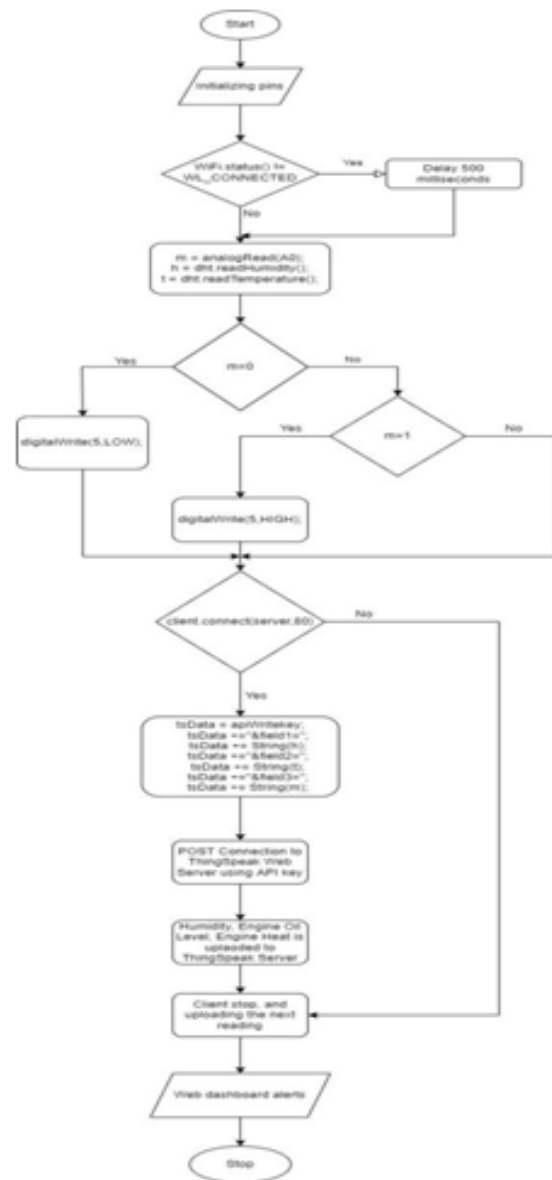 Start
Initializing pins
WiFi.status() !=
WL_CONNECTED
Yes
Delay 500
milliseconds
No
m = analogRead(A0);
h = dht.readHumidity();
t = dht.readTemperature();
Yes
m=0
No
digitalWrite(5,LOW);
Yes
m=1
No
digitalWrite(5,HIGH);
client.connect(server,80)
No
Yes
tsData = apiWritekey;
tsData +="&field1=";
tsData += String(h);
tsData +="&field2=";
tsData += String(t);
tsData +="&field3=";
tsData += String(m);
POST Connection to
ThingSpeak Web
Server using API key
Humidity, Engine Oil
Level, Engine Heat is
uplaoded to
ThingSpeak Server
Client stop, and
uploading the next
reading
Web dashboard alerts
Stop